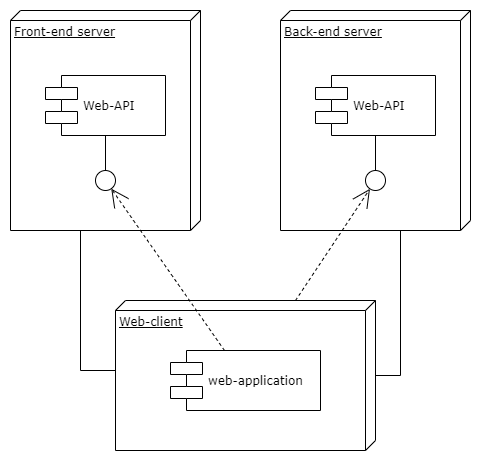 Front-end server
Back-end server
Web-API
Web-API
Web-client
web-application